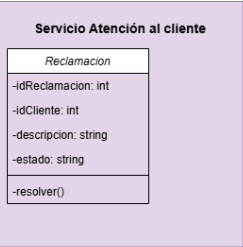 Servicio Atención al cliente
Reclamacion
-idReclamacion: int
-idCliente: int
-descripcion: string
-estado: string
-resolver()